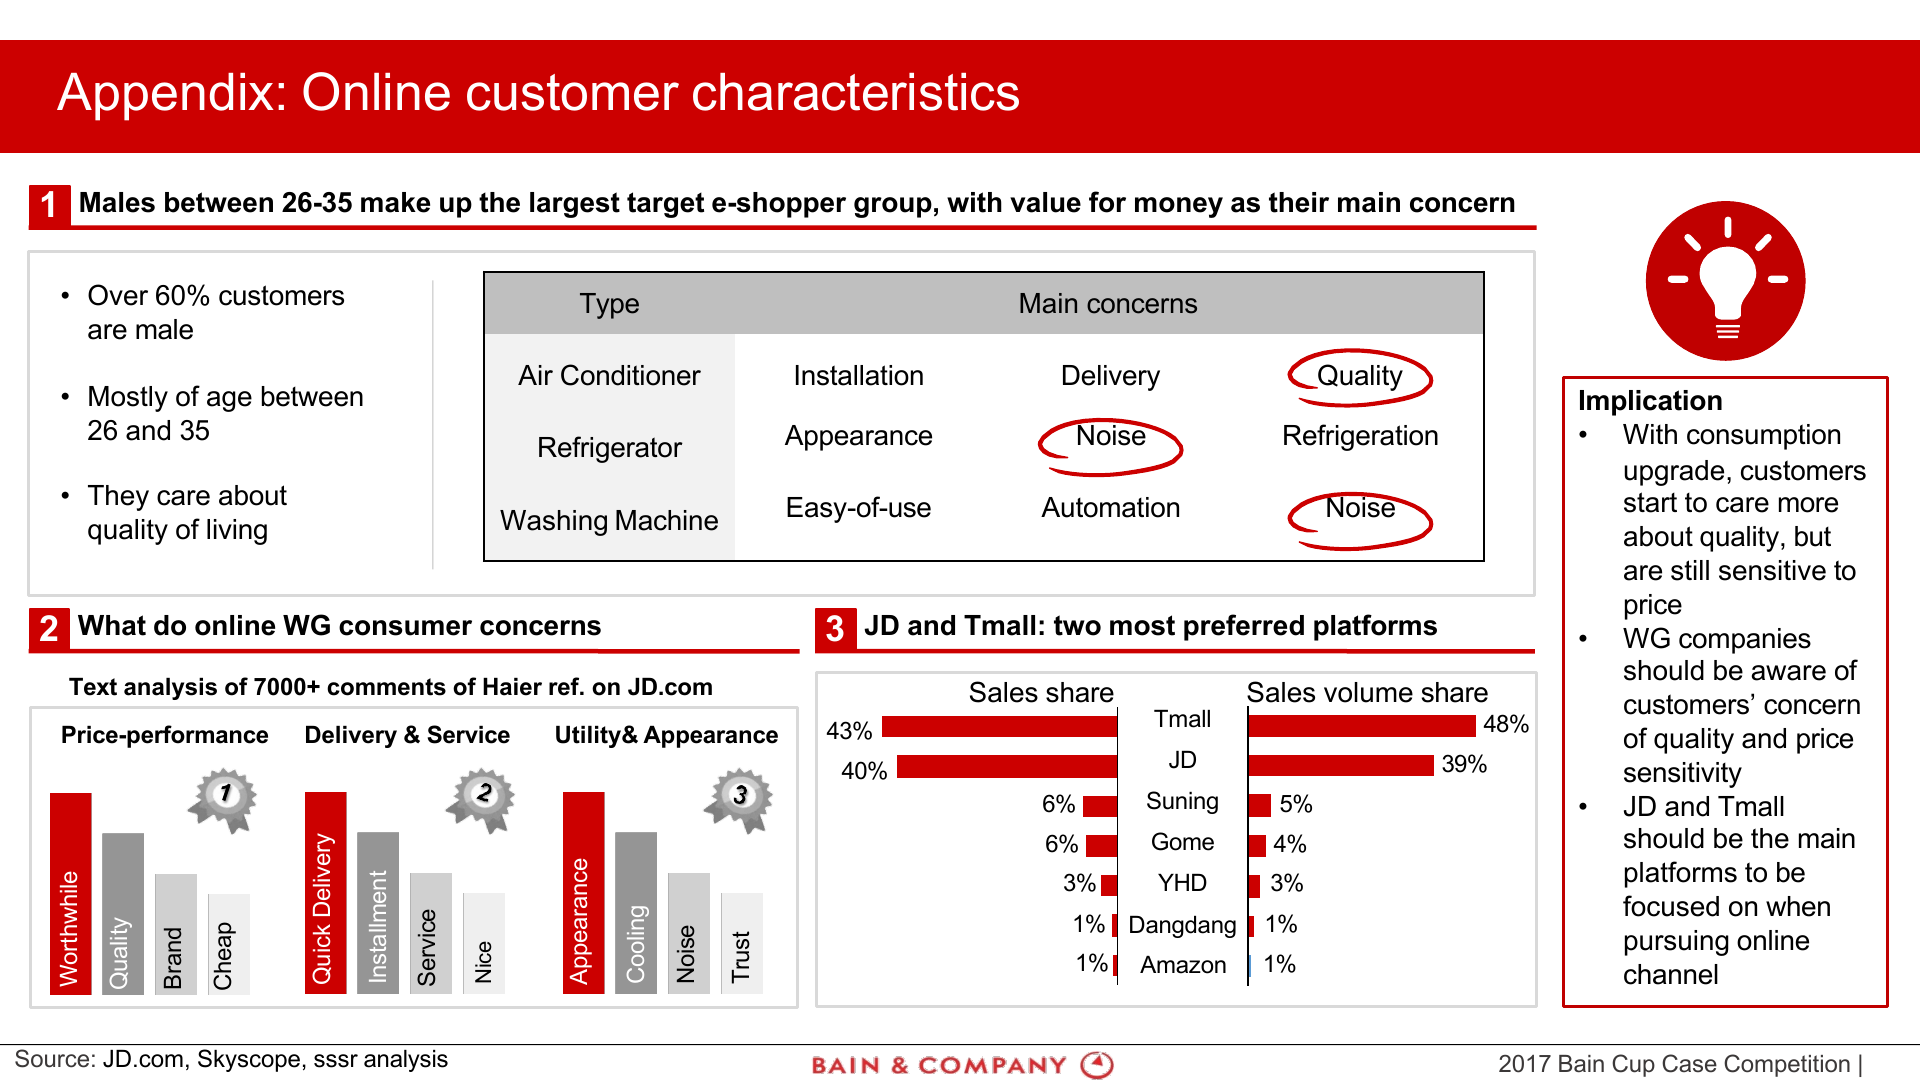 Appendix: Online customer characteristics
1 Males between 26-35 make up the largest target e-shopper group, with value for money as their main concern
• Over 60% customers
are male
• Mostly of age between
26 and 35
• They care about
quality of living
Type Main concerns
Air Conditioner Installation Delivery Quality
Refrigerator Appearance Noise Refrigeration
Washing Machine Easy-of-use Automation Noise
2 What do online WG consumer concerns
Text analysis of 7000+ comments of Haier ref. on JD.com
Price-performance Delivery & Service Utility& Appearance
1 2 3
Worthwhile
Quality
Brand
Cheap
Quick Delivery
Installment
Service
Nice
Appearance
Cooling
Noise
Trust
3 JD and Tmall: two most preferred platforms
Sales share Sales volume share
43% Tmall 48%
40% JD 39%
6% Suning 5%
6% Gome 4%
3% YHD 3%
1% Dangdang 1%
1% Amazon 1%
Implication
• With consumption
upgrade, customers
start to care more
about quality, but
are still sensitive to
price
• WG companies
should be aware of
customers’ concern
of quality and price
sensitivity
• JD and Tmall
should be the main
platforms to be
focused on when
pursuing online
channel
Source: JD.com, Skyscope, sssr analysis
BAIN & COMPANY
2017 Bain Cup Case Competition |